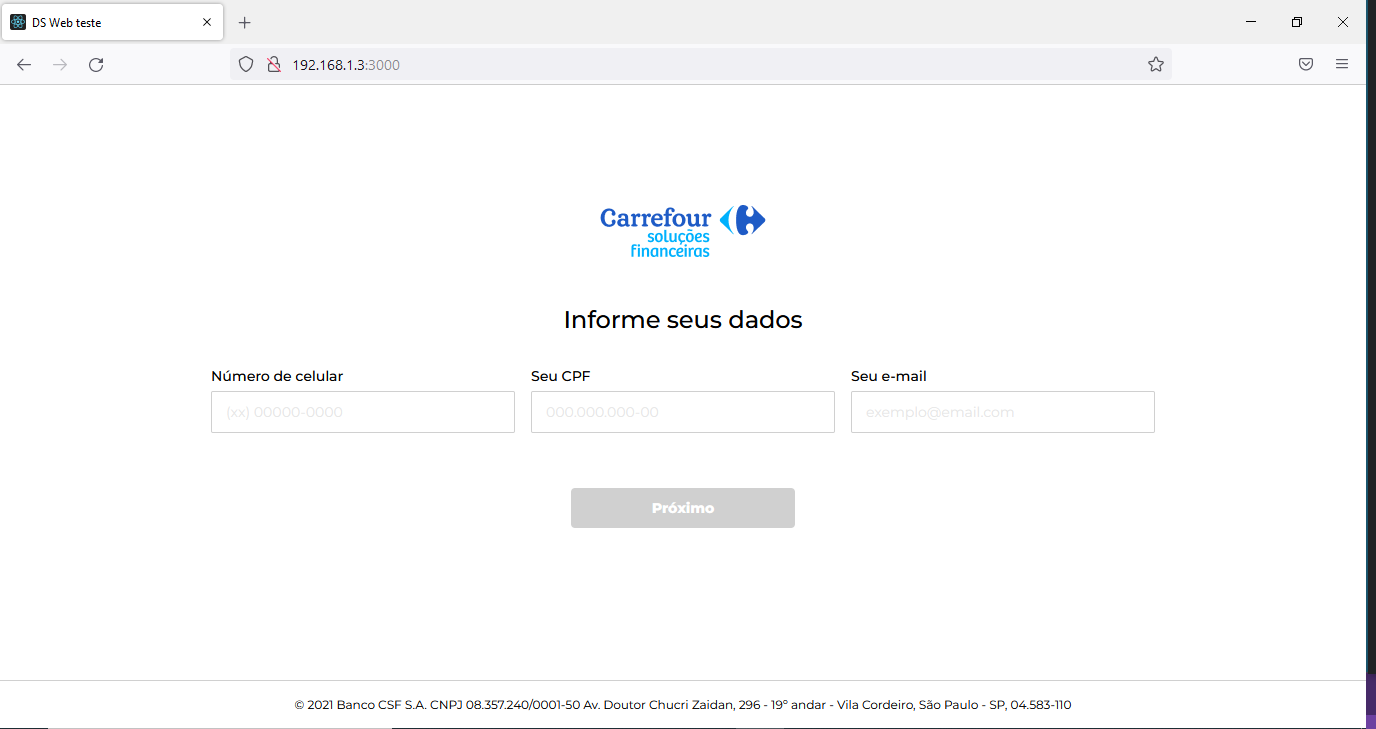 DS Web teste
192.168.1.3:3000
Carrefour
soluções
financeiras
Informe seus dados
Número de celular
Seu CPF
Seu e-mail
(xx) 00000-0000
000.000.000-00
exemplo@email.com
Próximo
© 2021 Banco CSF S.A. CNPJ 08.357.240/0001-50 Av. Doutor Chucri Zaidan, 296 - 19º andar - Vila Cordeiro, São Paulo - SP, 04.583-110